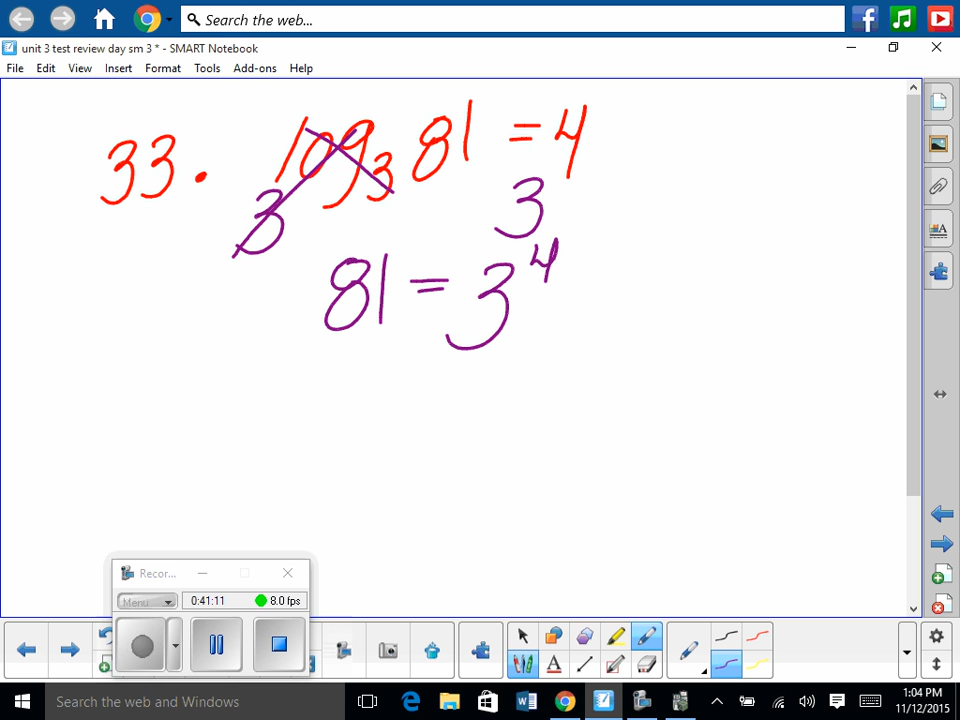 Search the web...
unit 3 test review day sm 3 * - SMART Notebook
File Edit View Insert Format Tools Add-ons Help
33. log₃ 81 = 4
3 3
81 = 3⁴
Recor...
Menu 0:41:11 8.0 fps
Search the web and Windows
1:04 PM
11/12/2015